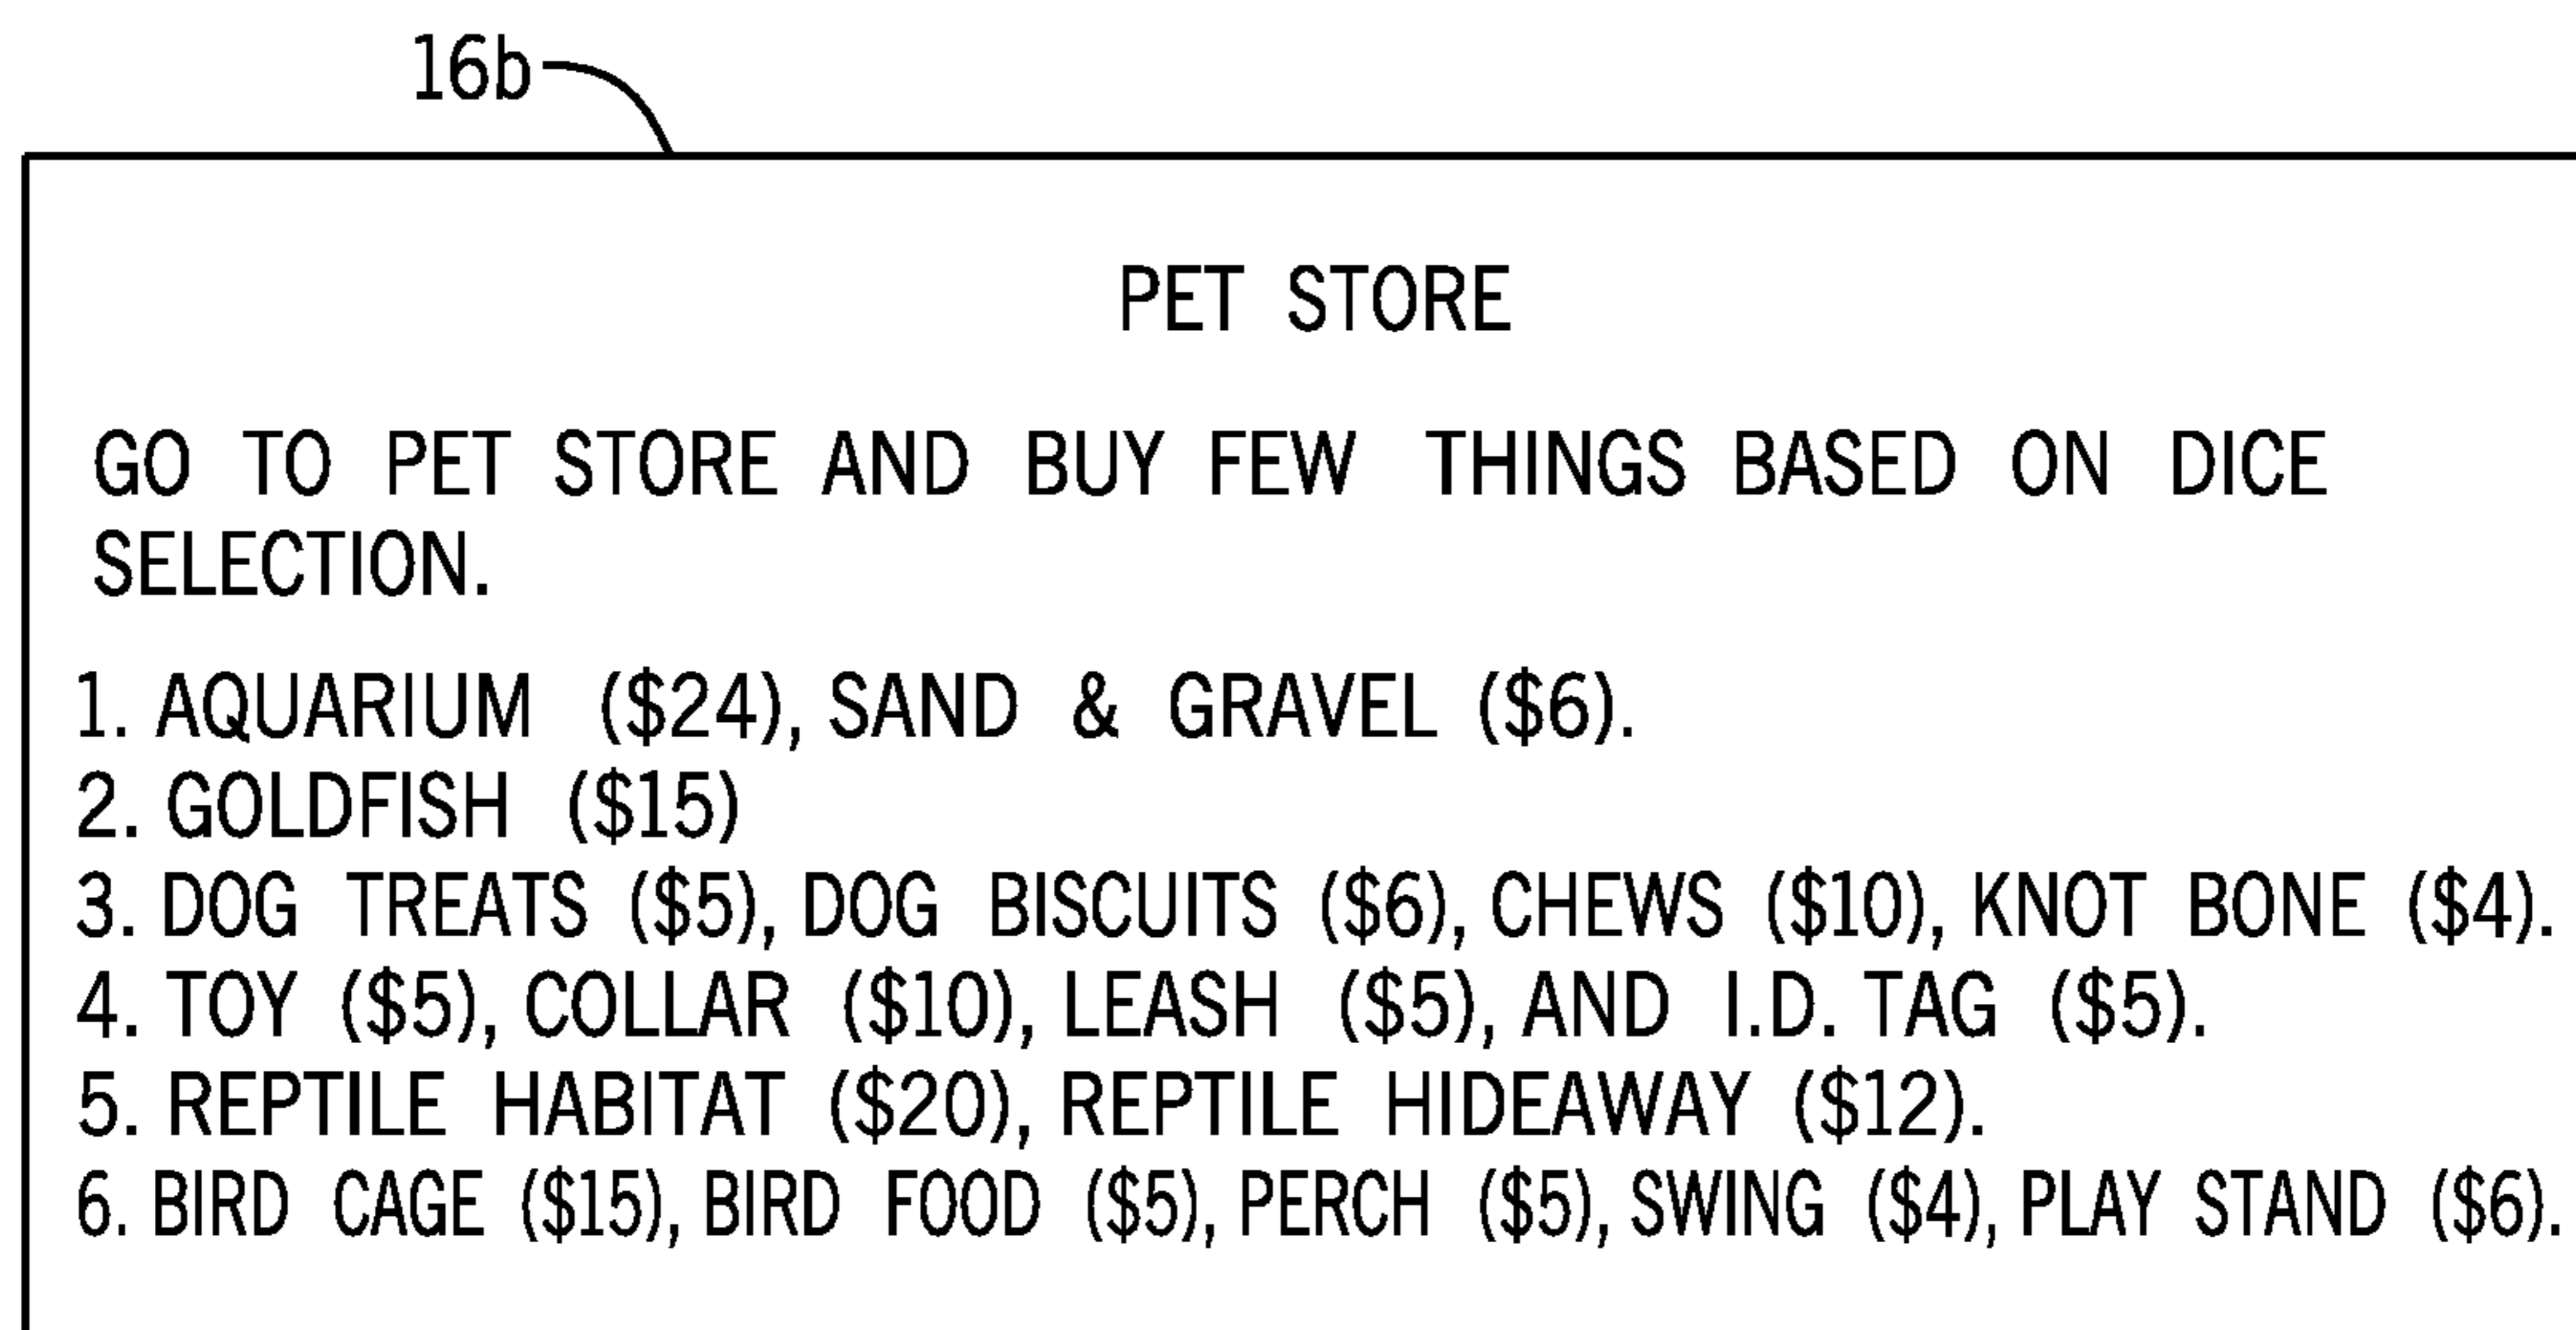 16b
PET STORE
GO TO PET STORE AND BUY FEW THINGS BASED ON DICE
SELECTION.
1. AQUARIUM ($24), SAND & GRAVEL ($6).
2. GOLDFISH ($15)
3. DOG TREATS ($5), DOG BISCUITS ($6), CHEWS ($10), KNOT BONE ($4).
4. TOY ($5), COLLAR ($10), LEASH ($5), AND I.D. TAG ($5).
5. REPTILE HABITAT ($20), REPTILE HIDEAWAY ($12).
6. BIRD CAGE ($15), BIRD FOOD ($5), PERCH ($5), SWING ($4), PLAY STAND ($6).